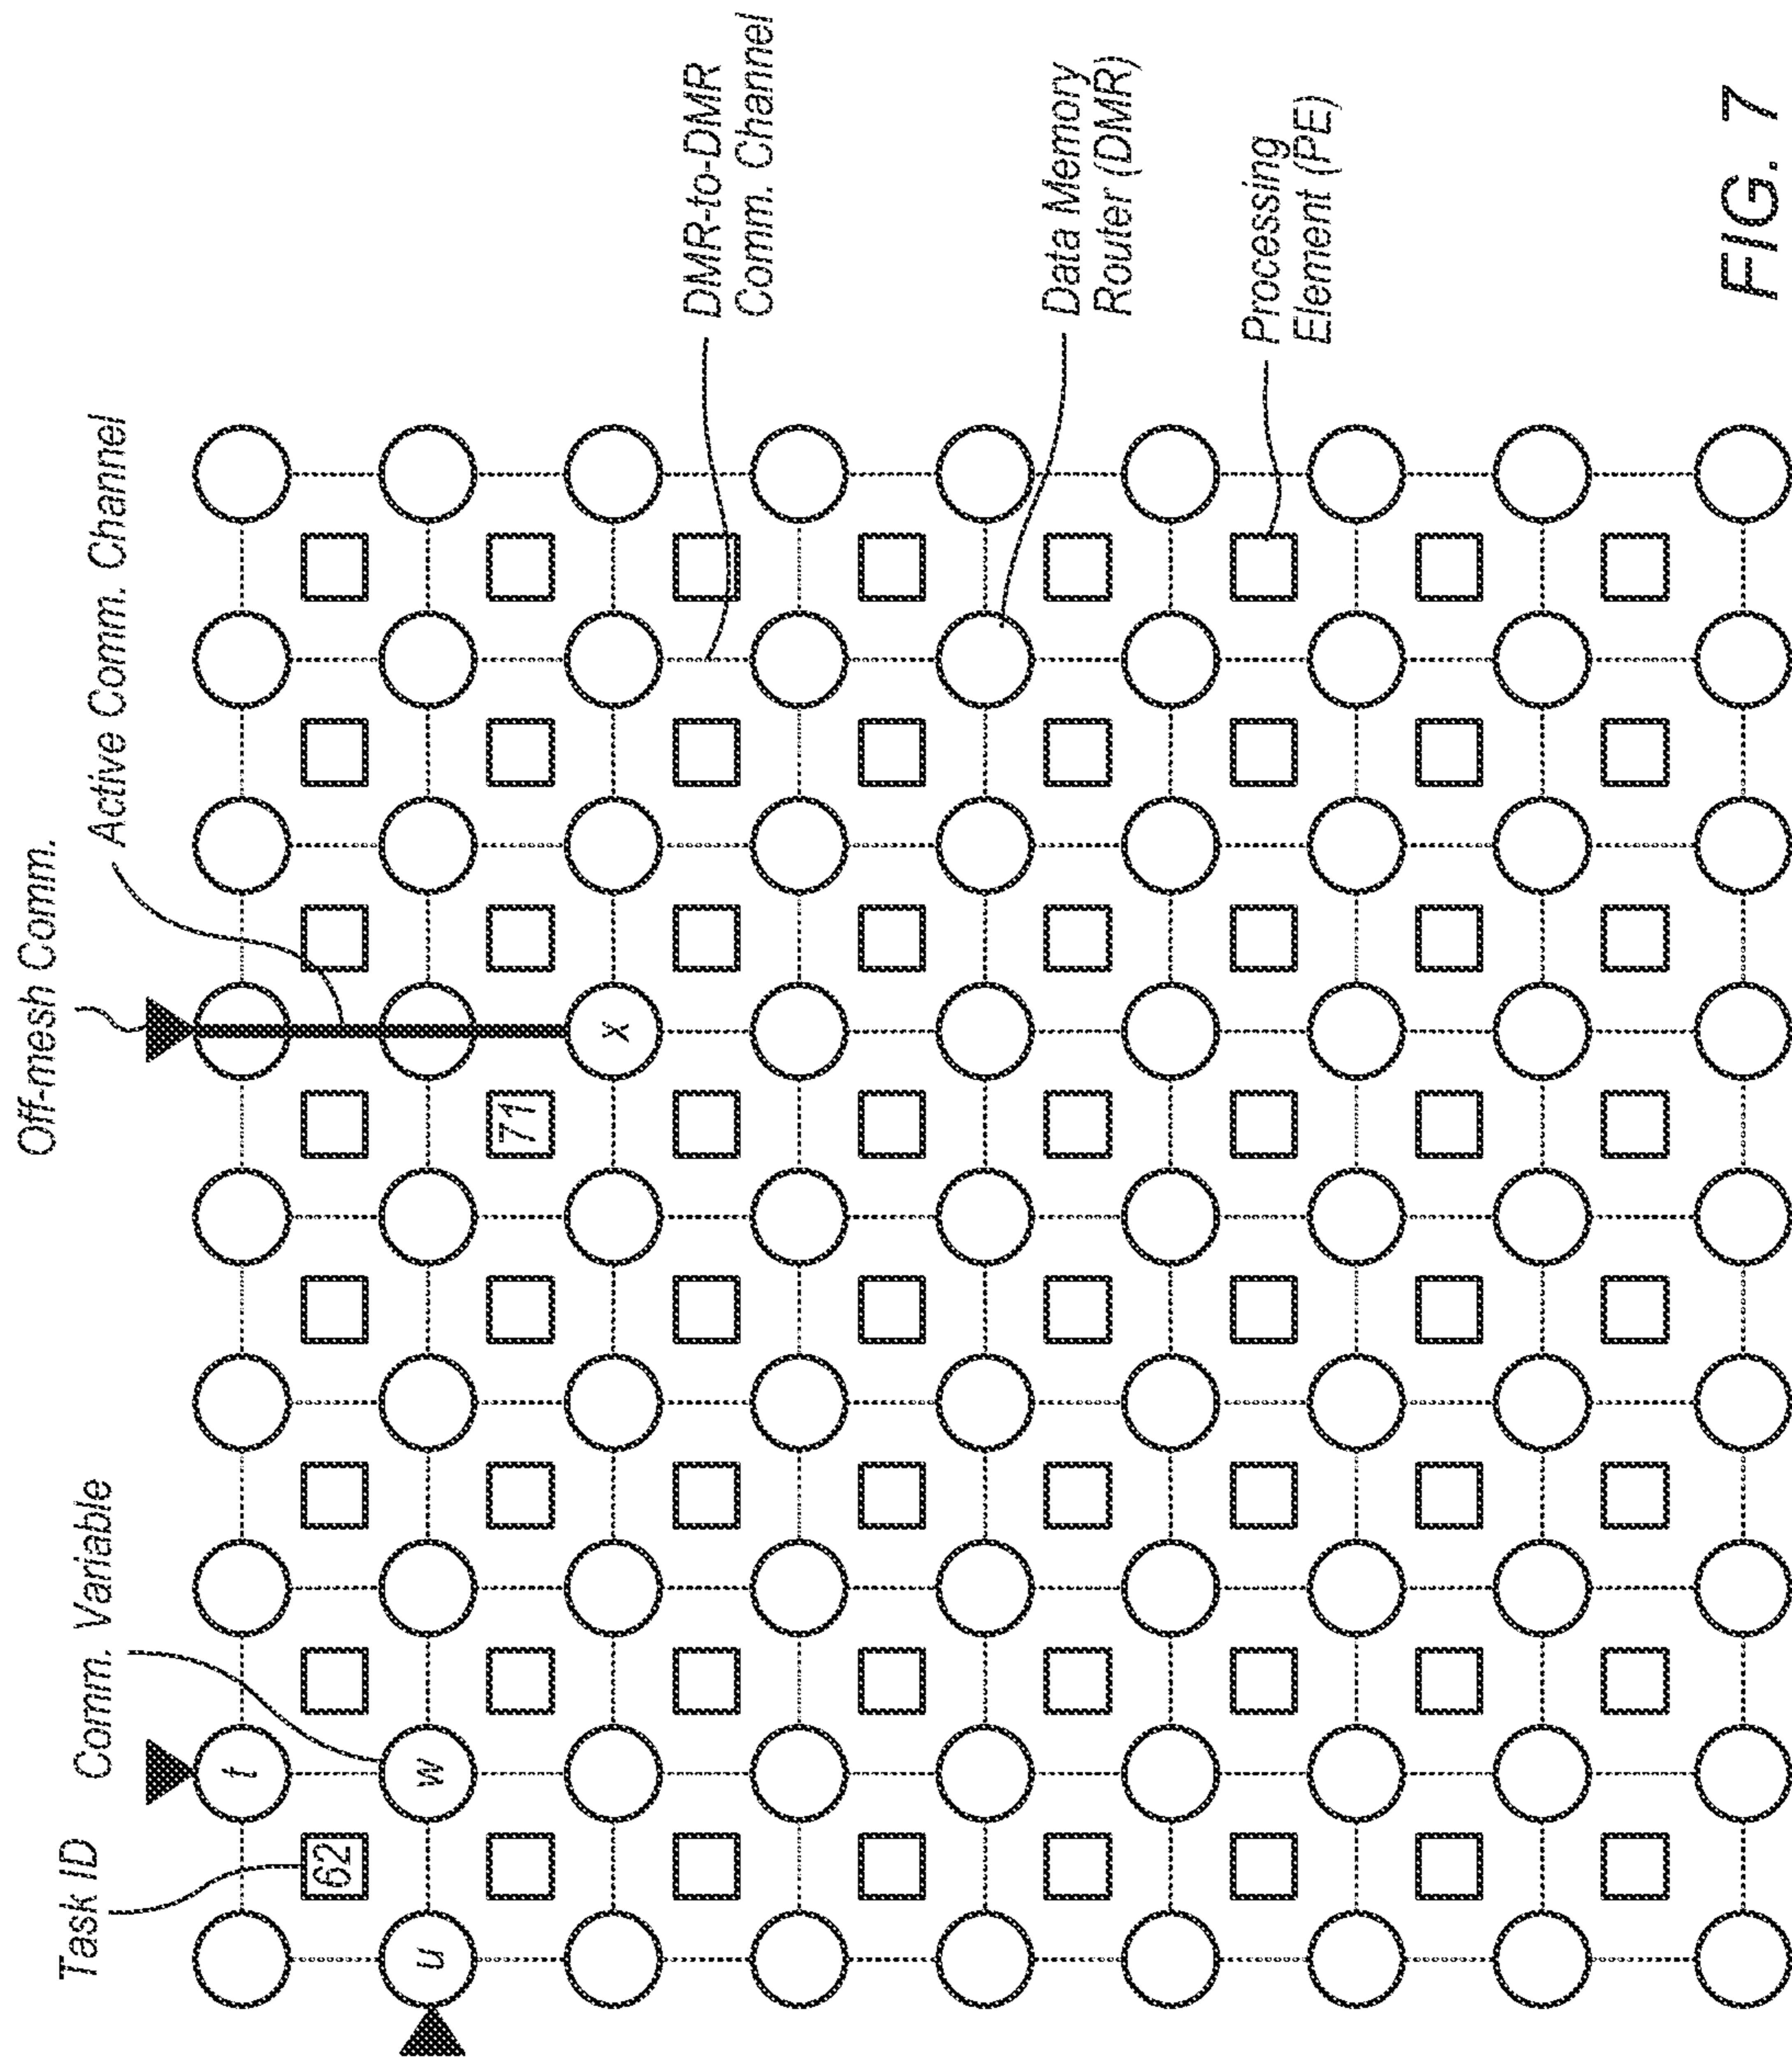 Off-mesh Comm.
Task ID
Comm. Variable
Active Comm. Channel
t
62
u
w
71
x
DMR-to-DMR
Comm. Channel
Data Memory
Router (DMR)
Processing
Element (PE)
FIG. 7